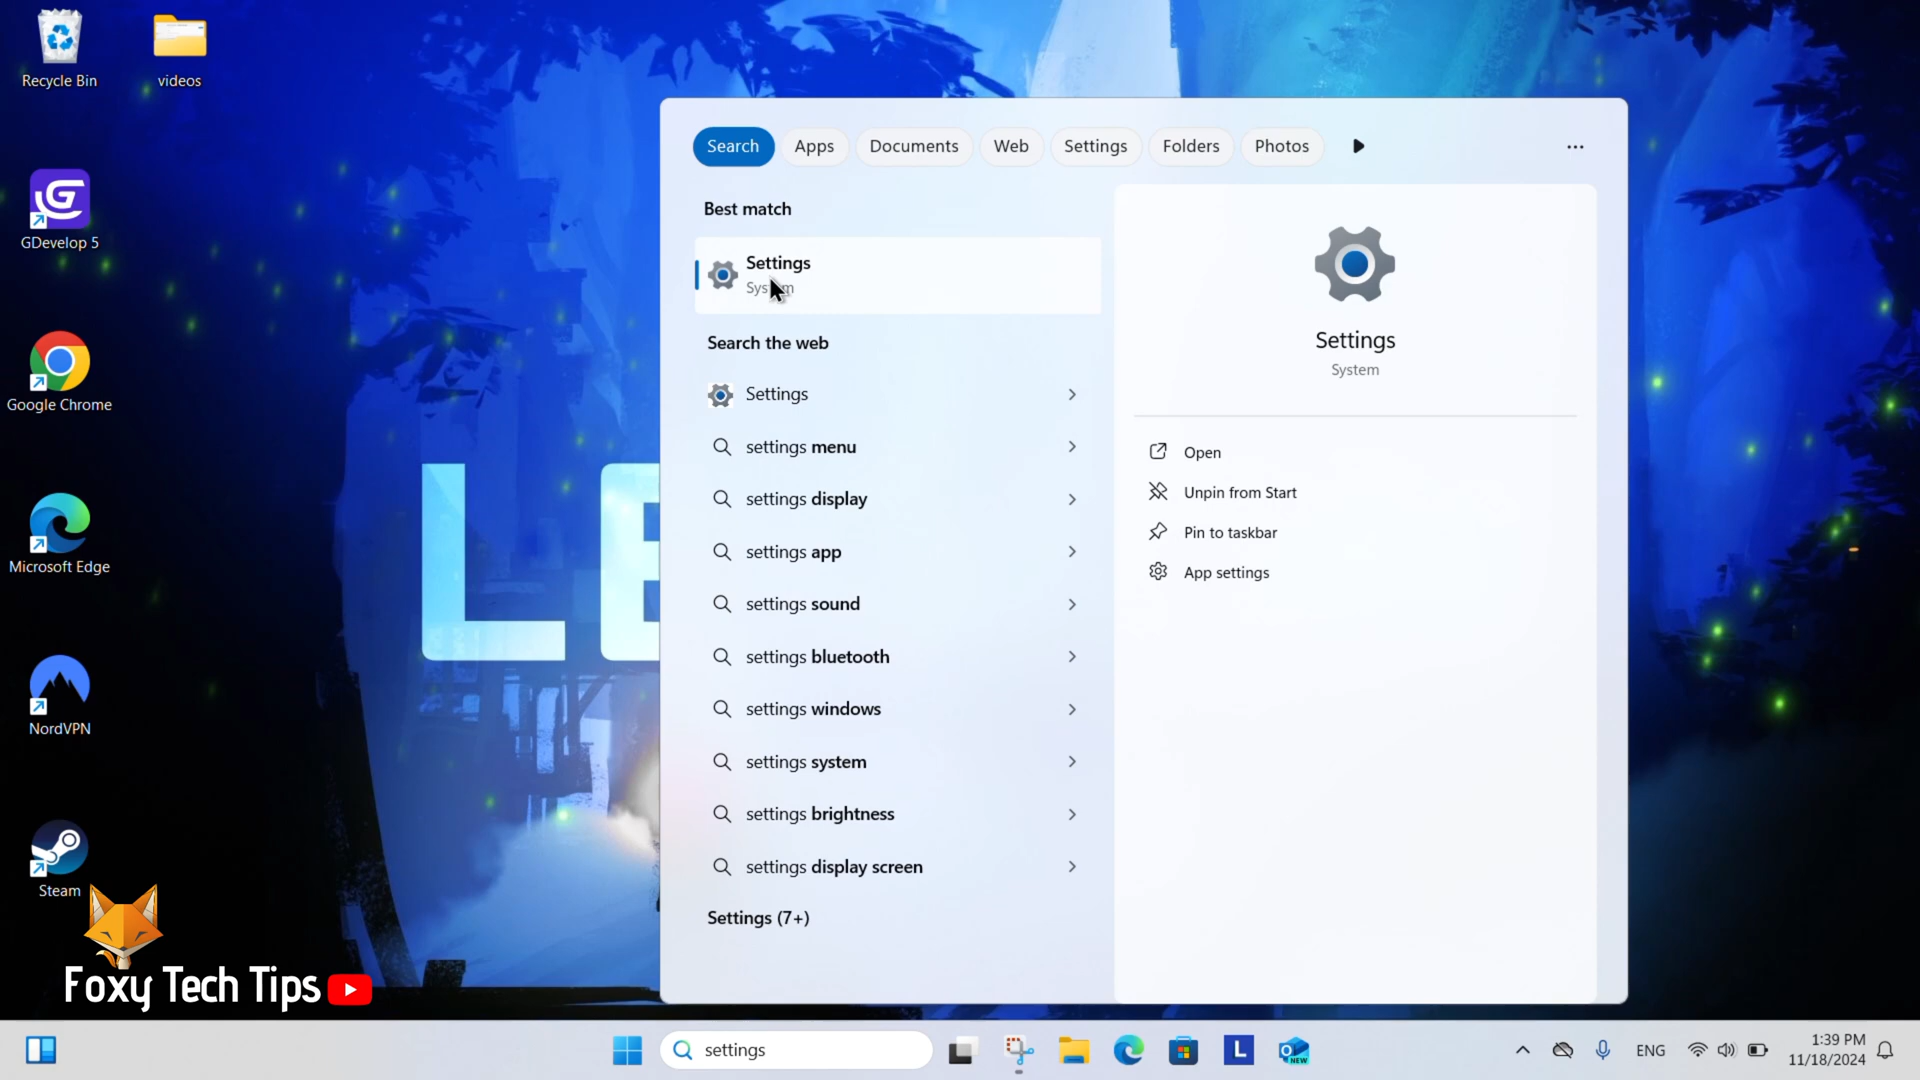 Recycle Bin
videos
GDevelop 5
Google Chrome
Microsoft Edge
NordVPN
Steam
LE
Foxy Tech Tips
Search
Apps
Documents
Web
Settings
Folders
Photos
Best match
Settings
System
Search the web
Settings
settings menu
settings display
settings app
settings sound
settings bluetooth
settings windows
settings system
settings brightness
settings display screen
Settings (7+)
Settings
System
Open
Unpin from Start
Pin to taskbar
App settings
settings
L
NEW
ENG
1:39 PM
11/18/2024